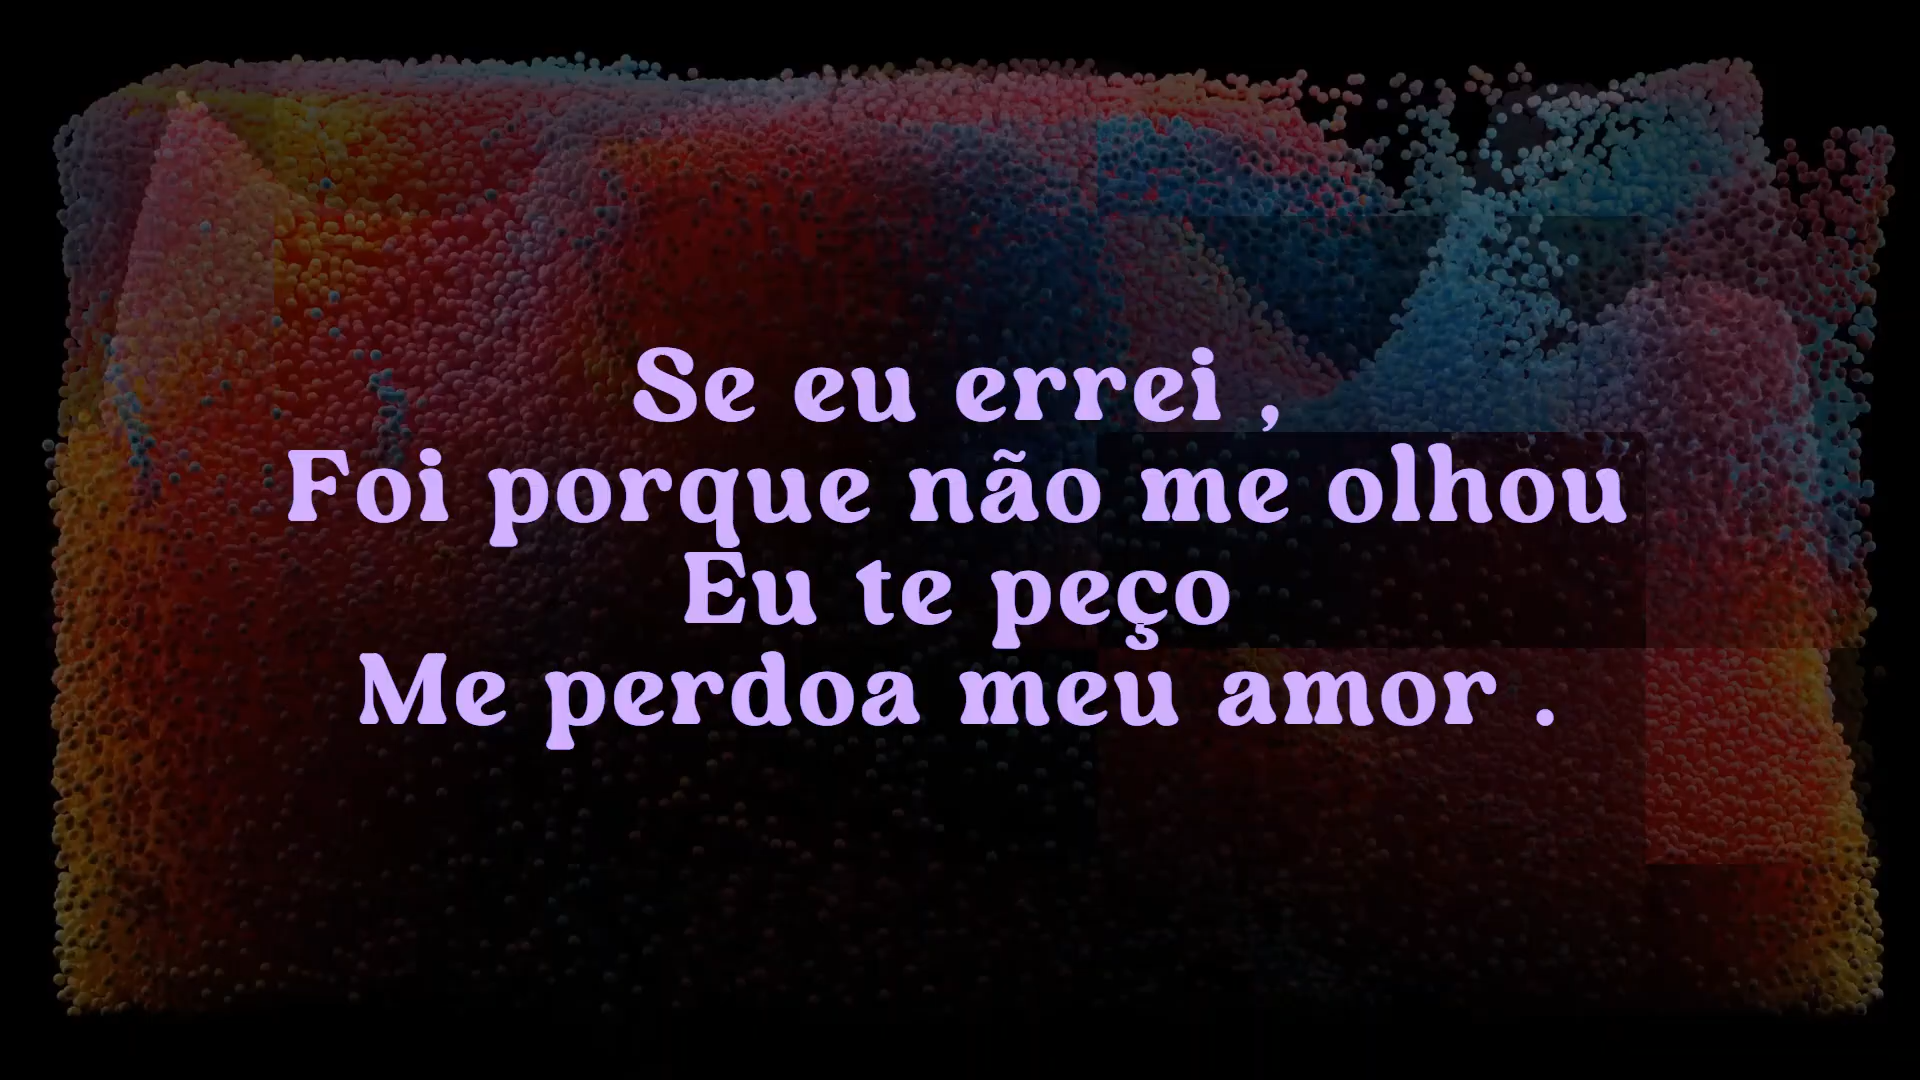 Se eu errei ,
Foi porque não me olhou
Eu te peço
Me perdoa meu amor .